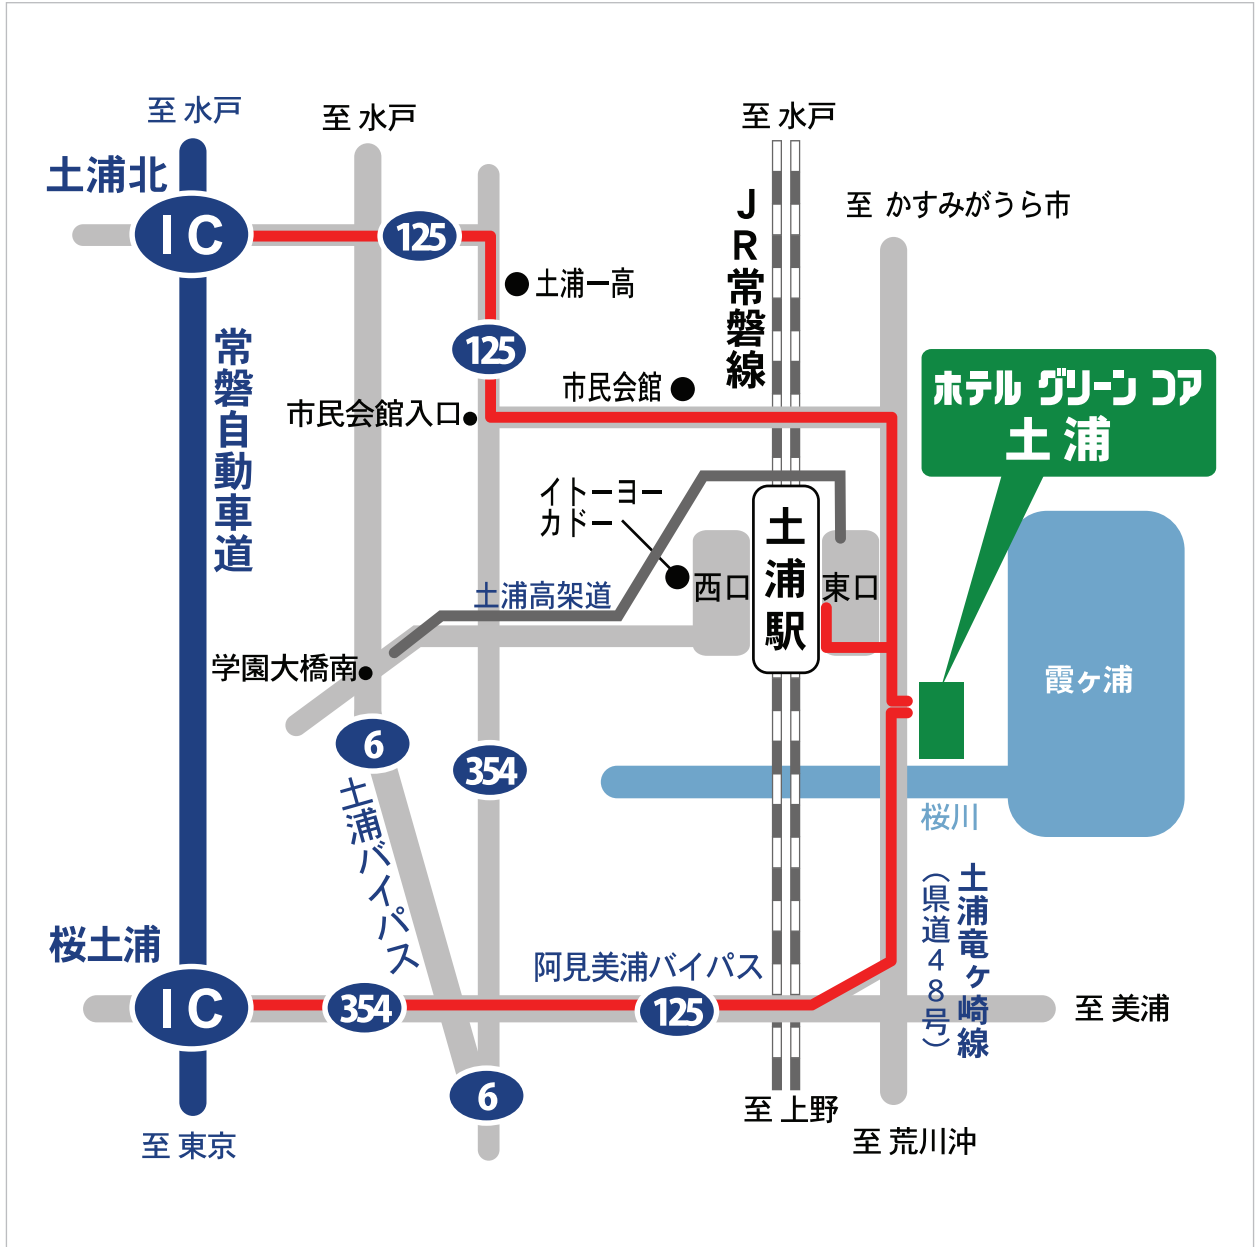 至 水戸
至 水戸
至 水戸
土浦北
至 かすみがうら市
IC
125
JR常磐線
土浦一高
常磐自動車道
125
市民会館
ホテル グリーン コア
土浦
市民会館入口
イトーヨー
カドー
土浦駅
西口
東口
土浦高架道
学園大橋南
霞ヶ浦
6
354
土浦バイパス
桜川
土浦竜ヶ崎線
（県道48号）
桜土浦
阿見美浦バイパス
IC
354
125
至 美浦
6
至 上野
至 東京
至 荒川沖